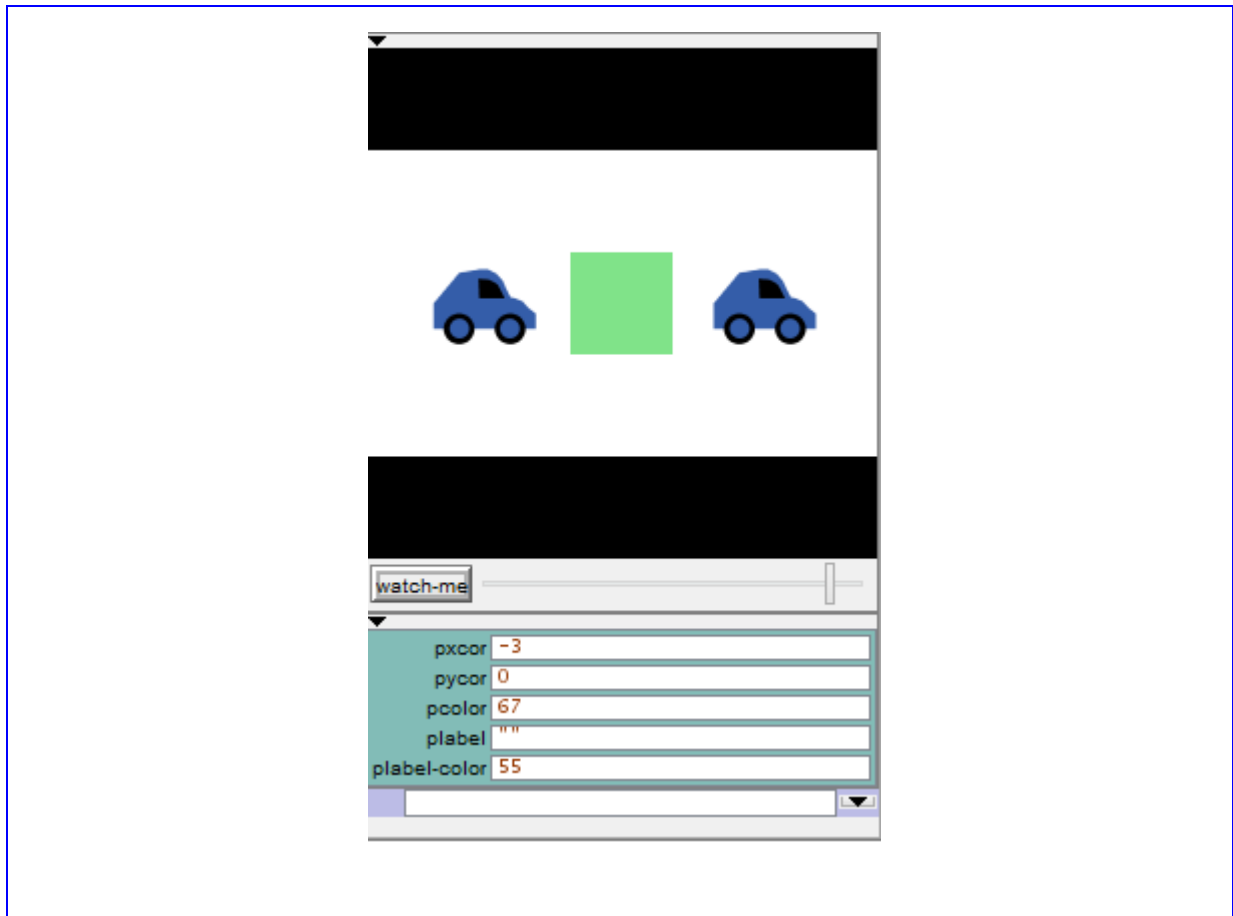 watch-me
pxcor -3
pycor 0
pcolor 67
plabel ""
plabel-color 55